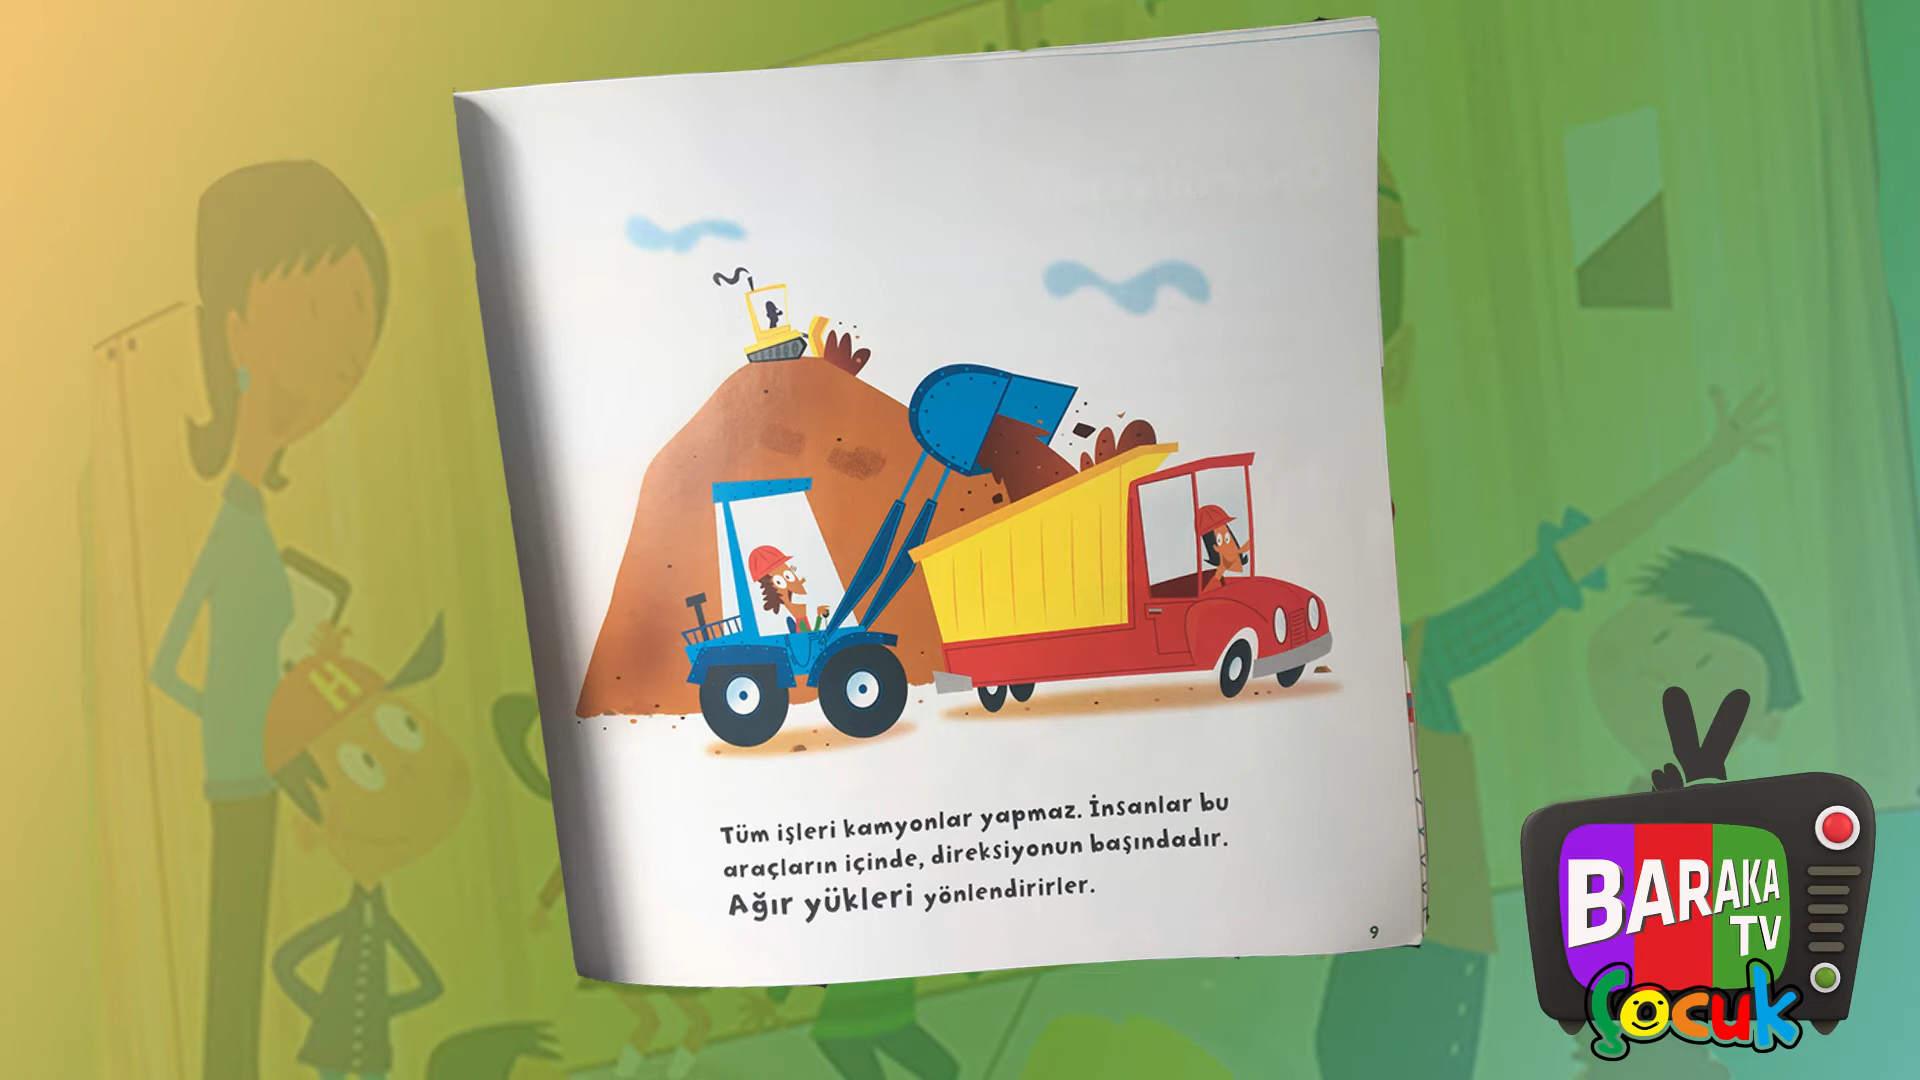 Tüm işleri kamyonlar yapmaz. İnsanlar bu
araçların içinde, direksiyonun başındadır.
Ağır yükleri yönlendirirler.
9
H
BARAKA
TV
Çocuk